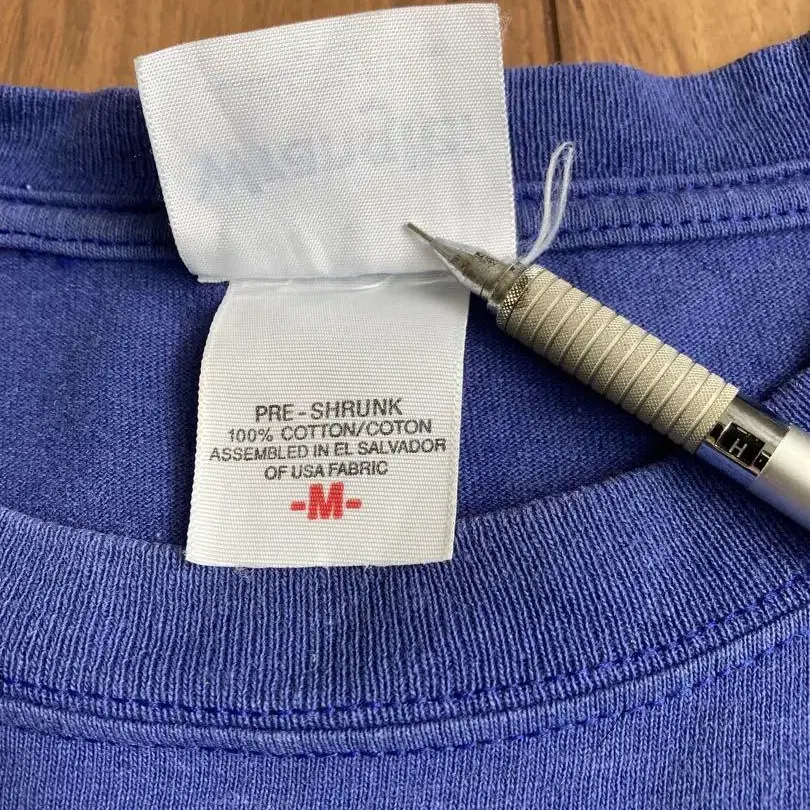 PRE-SHRUNK
100% COTTON/COTON
ASSEMBLED IN EL SALVADOR
OF USA FABRIC
-M-
H